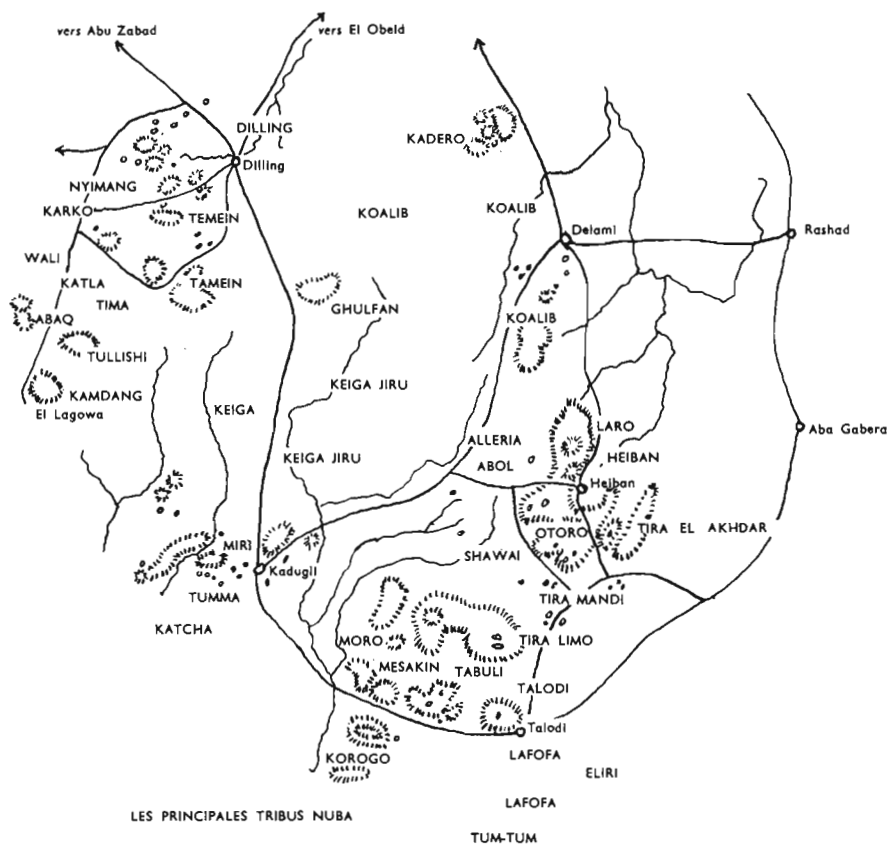 vers Abu Zabad
vers El Obeid
DILLING
KADERO
Dilling
NYIMANG
KARKO
TEMEIN
KOALIB
KOALIB
Delami
Rashad
WALI
KATLA
TAMEIN
TIMA
GHULFAN
ABAQ
KOALIB
TULLISHI
KEIGA JIRU
KAMDANG
El Lagowa
KEIGA
LARO
Aba Gabera
ALLERIA
HEIBAN
KEIGA JIRU
ABOL
Heiban
OTORO
TIRA EL AKHDAR
MIRI
SHAWAI
Kadugli
TUMMA
TIRA MANDI
KATCHA
MORO
TIRA LIMO
MESAKIN
TABULI
TALODI
Talodi
KOROGO
LAFOFA
ELIRI
LAFOFA
LES PRINCIPALES TRIBUS NUBA
TUM-TUM